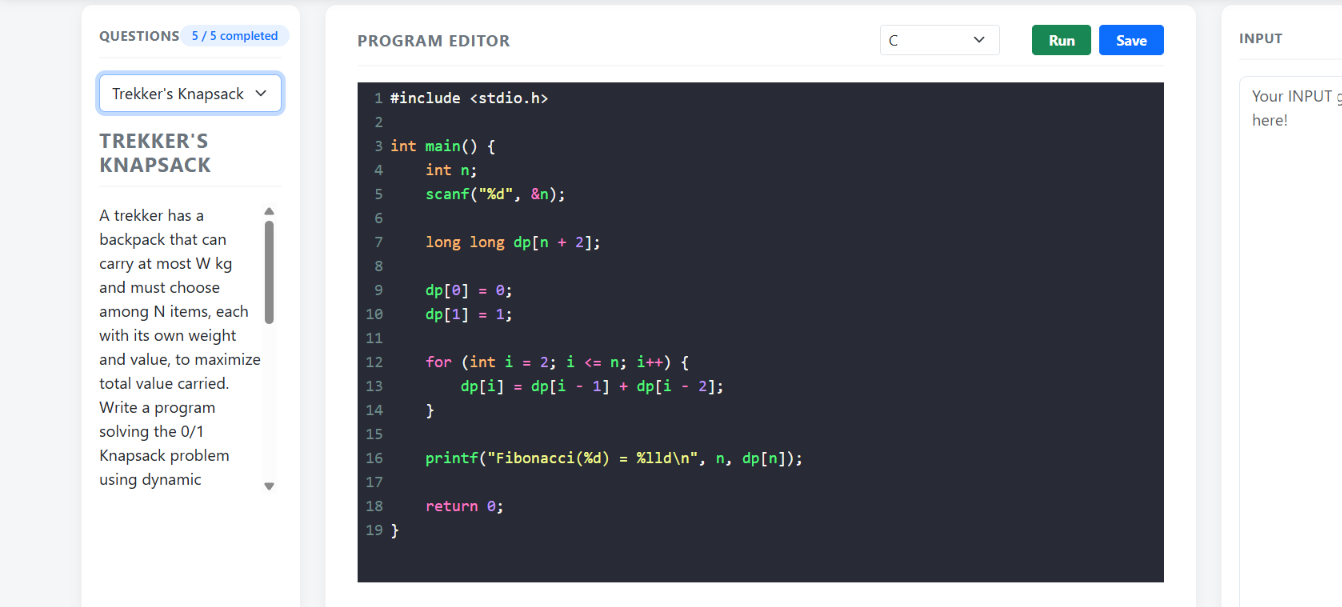 QUESTIONS 5 / 5 completed
Trekker's Knapsack
TREKKER'S
KNAPSACK
A trekker has a
backpack that can
carry at most W kg
and must choose
among N items, each
with its own weight
and value, to maximize
total value carried.
Write a program
solving the 0/1
Knapsack problem
using dynamic
PROGRAM EDITOR
C
Run
Save
1 #include <stdio.h>
2
3 int main() {
4     int n;
5     scanf("%d", &n);
6
7     long long dp[n + 2];
8
9     dp[0] = 0;
10     dp[1] = 1;
11
12     for (int i = 2; i <= n; i++) {
13         dp[i] = dp[i - 1] + dp[i - 2];
14     }
15
16     printf("Fibonacci(%d) = %lld\n", n, dp[n]);
17
18     return 0;
19 }
INPUT
Your INPUT
here!